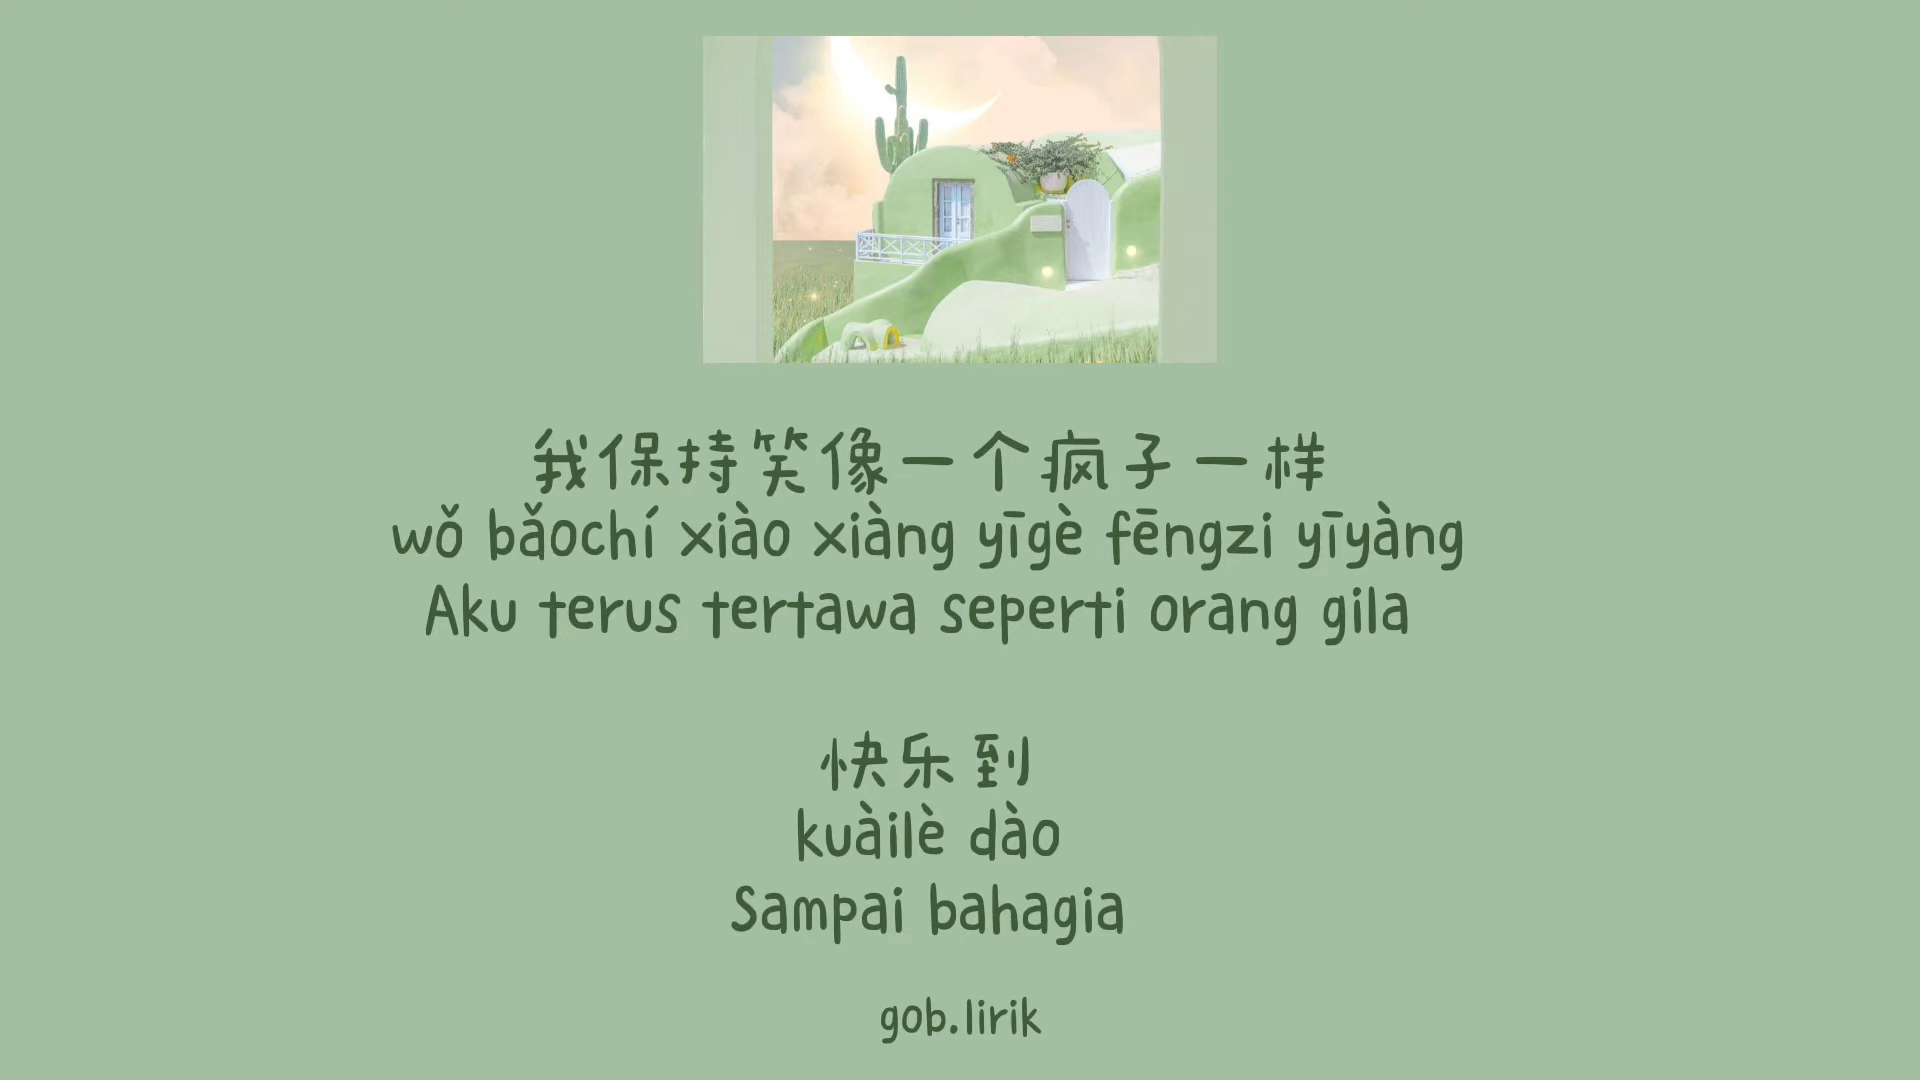 我保持笑像一个疯子一样
wǒ bǎochí xiào xiàng yīgè fēngzi yīyàng
Aku terus tertawa seperti orang gila
快乐到
kuàilè dào
Sampai bahagia
gob.lirik